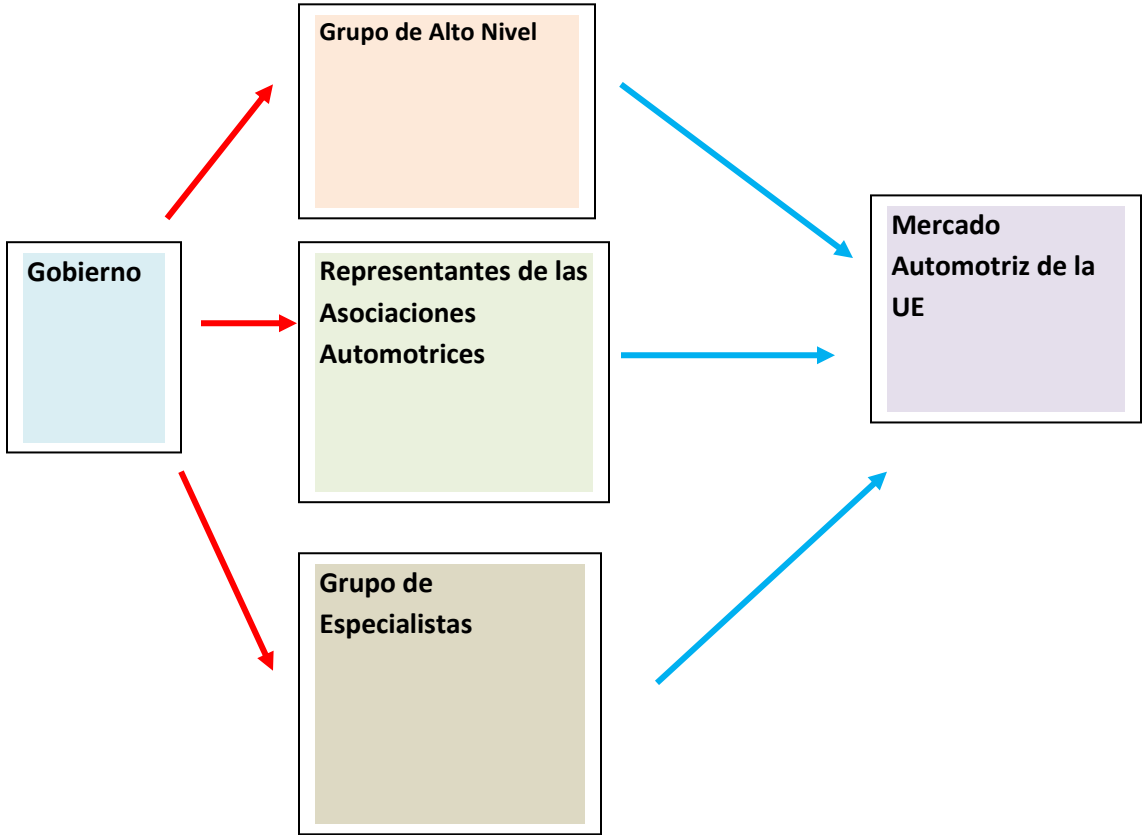 Grupo de Alto Nivel
Gobierno
Representantes de las
Asociaciones
Automotrices
Mercado
Automotriz de la
UE
Grupo de
Especialistas